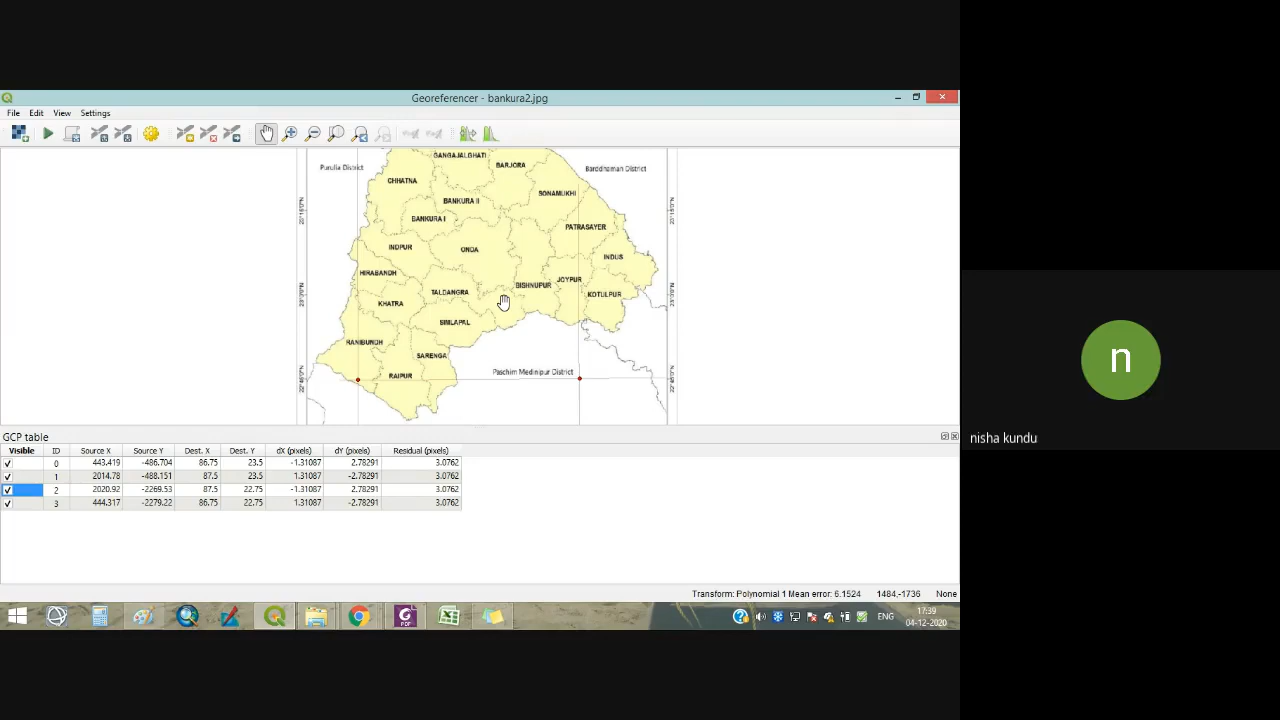 Georeferencer - bankura2.jpg
File Edit View Settings
GANGAJALGHATI
Purulia District
BARJORA
Barddhaman District
CHHATNA
SONAMUKHI
BANKURA II
BANKURA I
PATRASAYER
INDPUR
ONDA
INDUS
HIRABANDH
JOYPUR
BISHNUPUR
TALDANGRA
KOTULPUR
KHATRA
SIMLAPAL
RANIBUNDH
SARENGA
Paschim Medinipur District
RAIPUR
GCP table
Visible ID Source X Source Y Dest. X Dest. Y dX (pixels) dY (pixels) Residual (pixels)
0 443.419 -486.704 86.75 23.5 -1.31087 2.78291 3.0762
1 2014.78 -488.151 87.5 23.5 1.31087 -2.78291 3.0762
2 2020.92 -2269.53 87.5 22.75 -1.31087 2.78291 3.0762
3 444.317 -2279.22 86.75 22.75 1.31087 -2.78291 3.0762
Transform: Polynomial 1 Mean error: 6.1524 1484,-1736 None
PDF
ENG
17:39
04-12-2020
n
nisha kundu